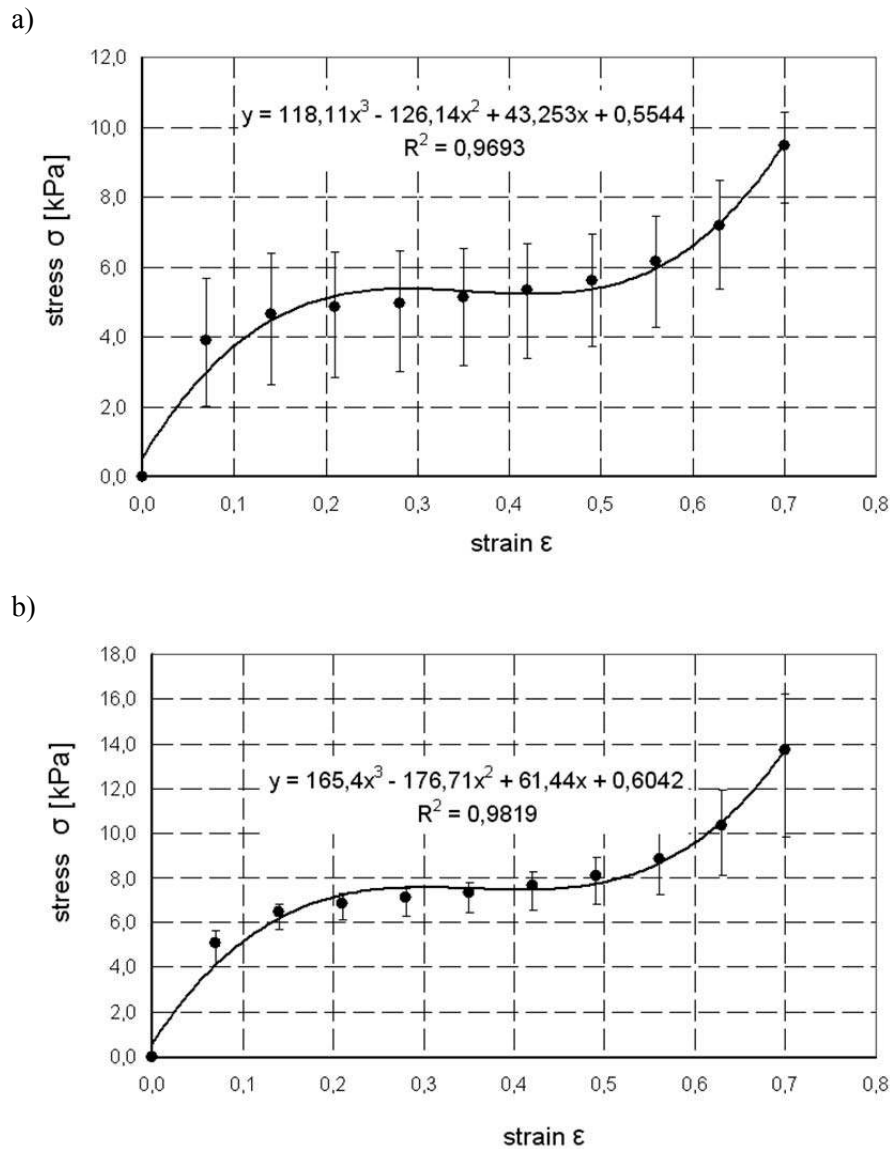 a)
12,0
y = 118,11x³ - 126,14x² + 43,253x + 0,5544
R² = 0,9693
10,0
8,0
6,0
4,0
2,0
0,0
stress σ [kPa]
0,0 0,1 0,2 0,3 0,4 0,5 0,6 0,7 0,8
strain ε
b)
18,0
16,0
14,0
y = 165,4x³ - 176,71x² + 61,44x + 0,6042
R² = 0,9819
12,0
10,0
8,0
6,0
4,0
2,0
0,0
stress σ [kPa]
0,0 0,1 0,2 0,3 0,4 0,5 0,6 0,7 0,8
strain ε